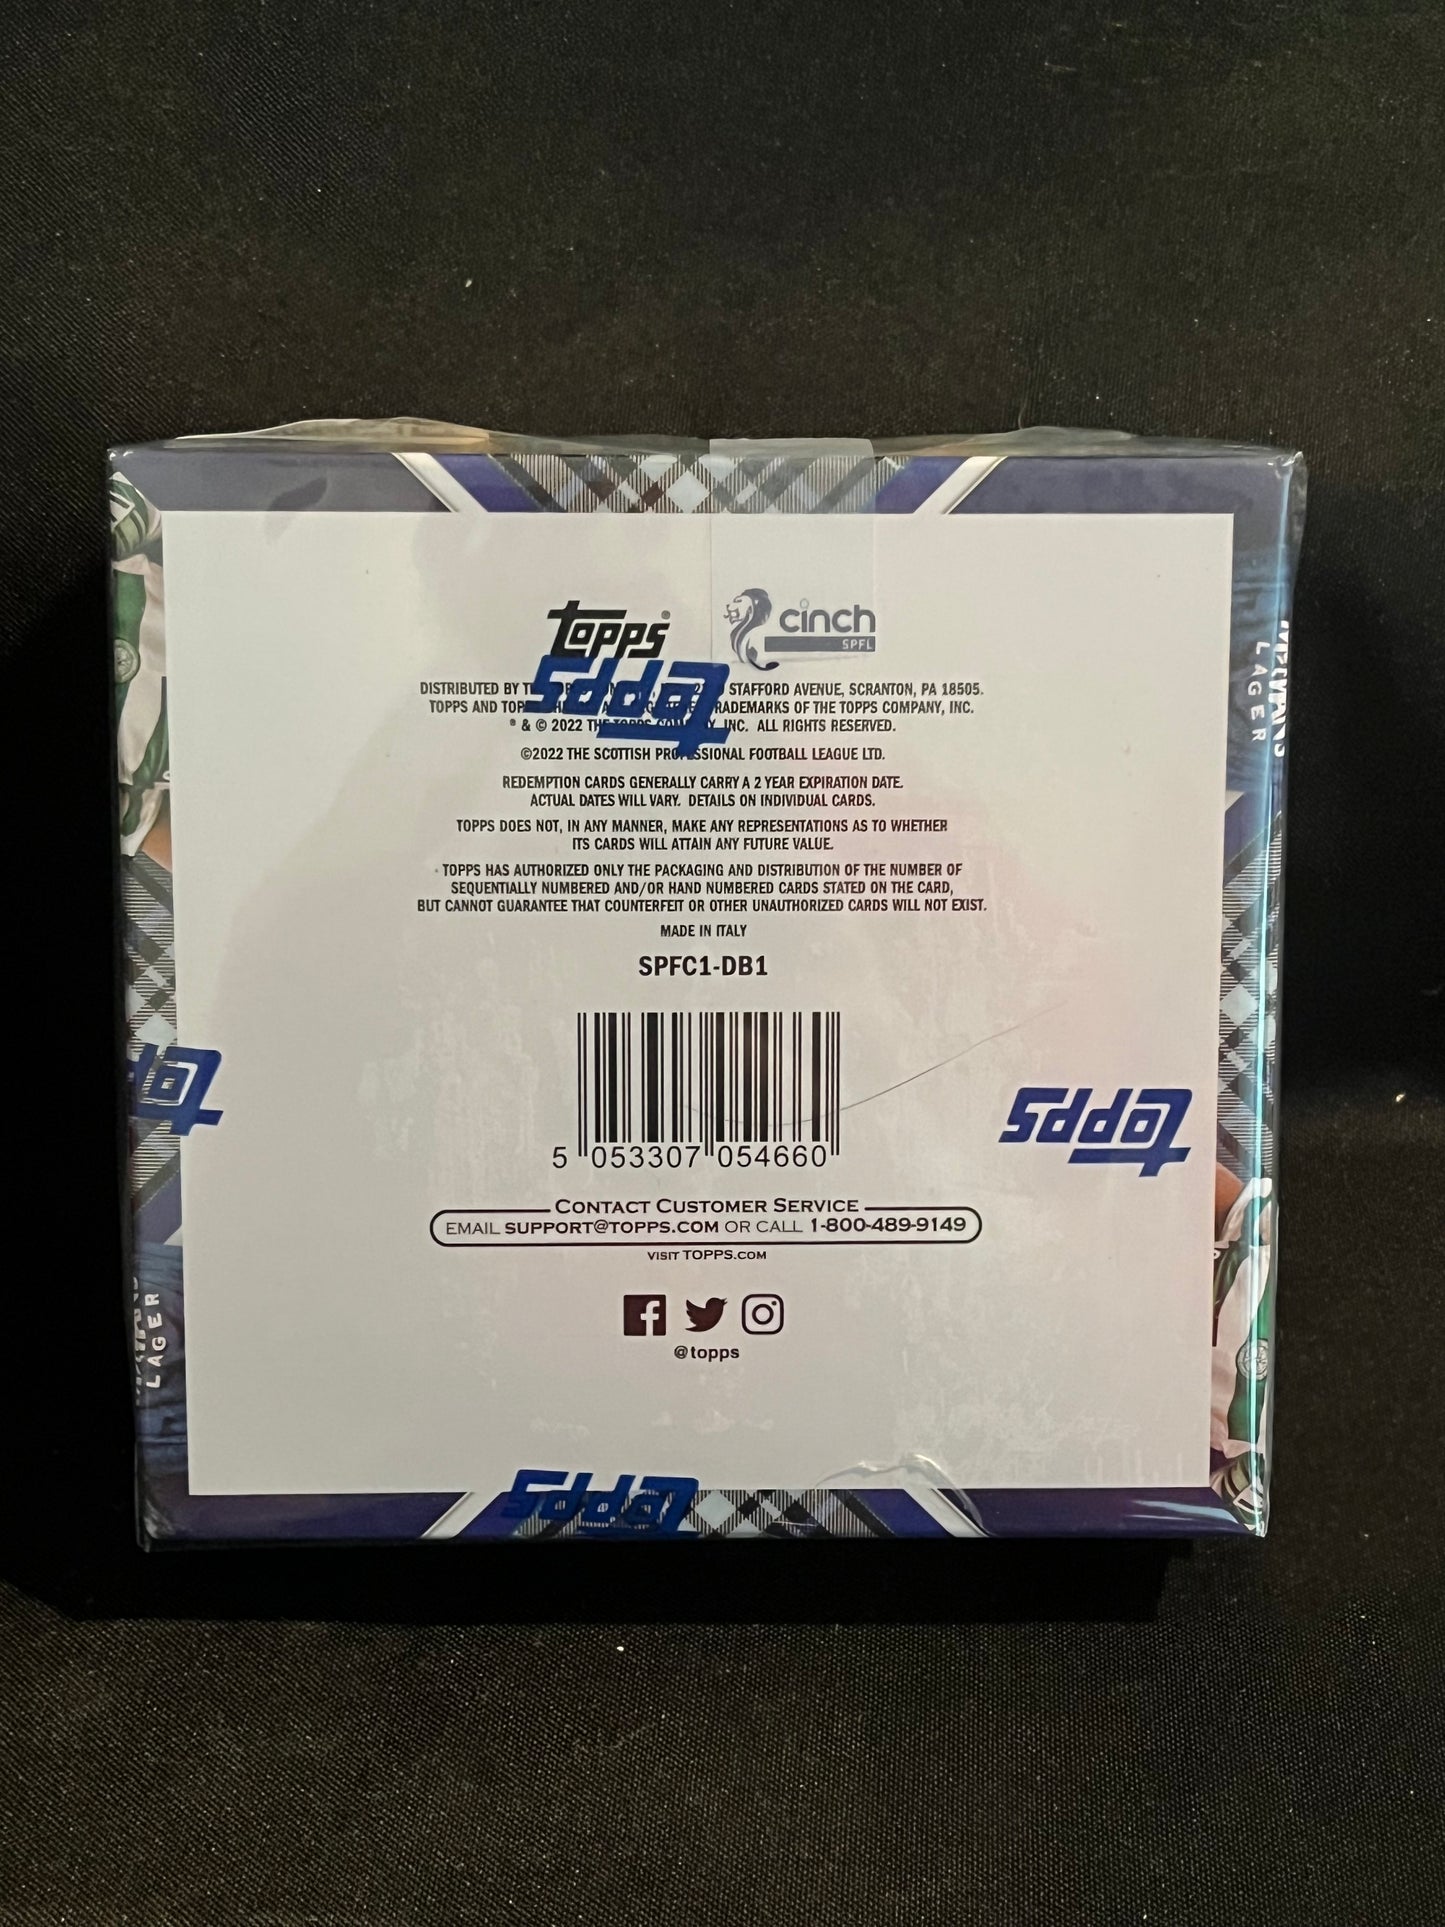 topps®
cinch
SPFL
DISTRIBUTED BY STAFFORD AVENUE, SCRANTON, PA 18505.
TOPPS AND TRADEMARKS OF THE TOPPS COMPANY, INC.
® & © 2022 THE TOPPS COMPANY, INC. ALL RIGHTS RESERVED.
©2022 THE SCOTTISH PROFESSIONAL FOOTBALL LEAGUE LTD.
REDEMPTION CARDS GENERALLY CARRY A 2 YEAR EXPIRATION DATE.
ACTUAL DATES WILL VARY. DETAILS ON INDIVIDUAL CARDS.
TOPPS DOES NOT, IN ANY MANNER, MAKE ANY REPRESENTATIONS AS TO WHETHER
ITS CARDS WILL ATTAIN ANY FUTURE VALUE.
TOPPS HAS AUTHORIZED ONLY THE PACKAGING AND DISTRIBUTION OF THE NUMBER OF
SEQUENTIALLY NUMBERED AND/OR HAND NUMBERED CARDS STATED ON THE CARD,
BUT CANNOT GUARANTEE THAT COUNTERFEIT OR OTHER UNAUTHORIZED CARDS WILL NOT EXIST.
MADE IN ITALY
SPFC1-DB1
5 053307 054660
CONTACT CUSTOMER SERVICE
EMAIL SUPPORT@TOPPS.COM OR CALL 1-800-489-9149
VISIT TOPPS.COM
@topps
topps
topps
topps
topps
LAGER
LAGER